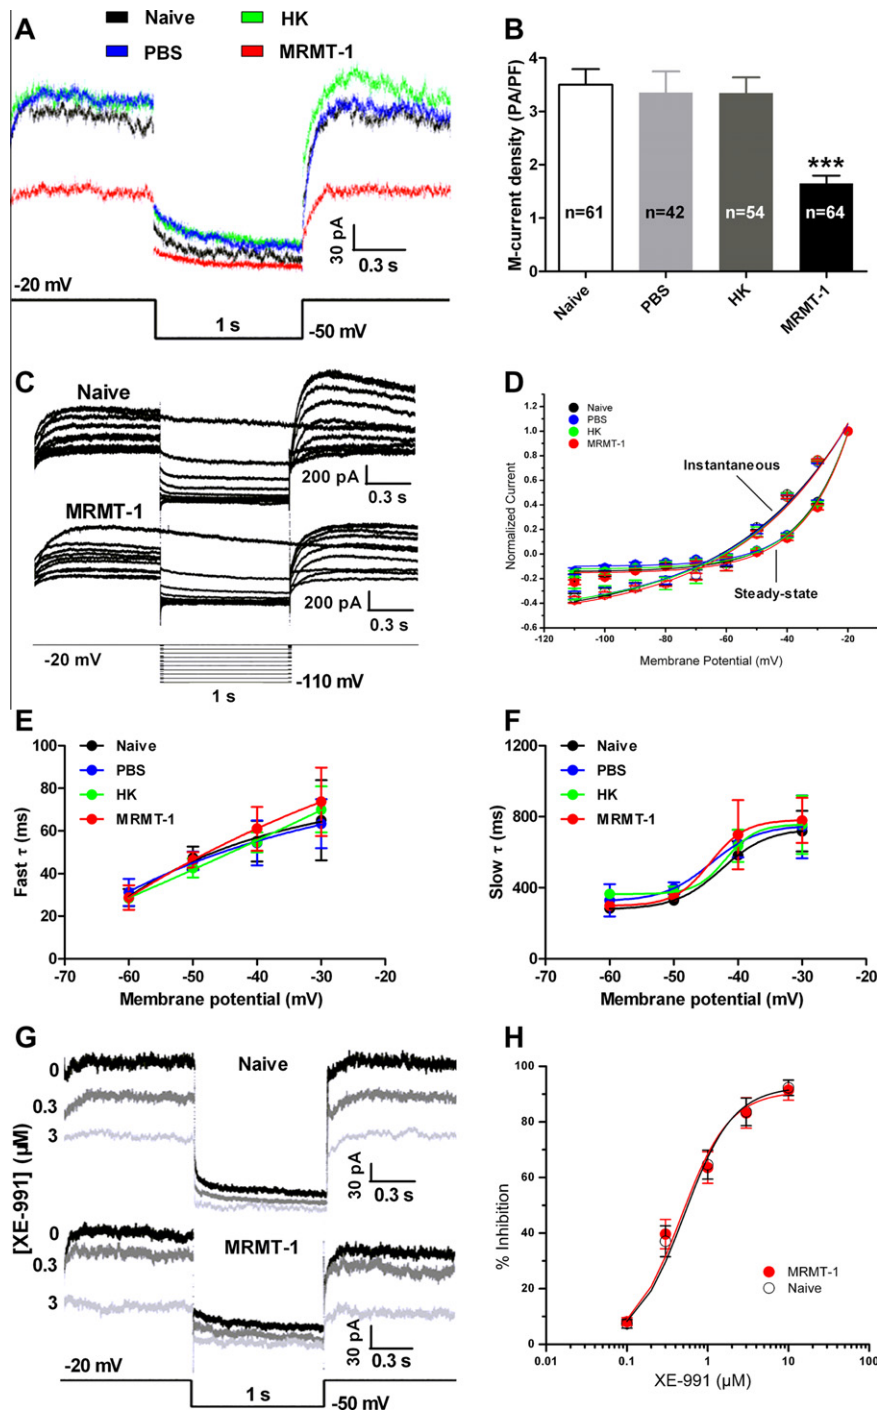 A
Naive
HK
PBS
MRMT-1
30 pA
0.3 s
-20 mV
1 s
-50 mV
B
M-current density (PA/PF)
4
3
2
1
0
***
n=61
n=42
n=54
n=64
Naive
PBS
HK
MRMT-1
C
Naive
200 pA
0.3 s
MRMT-1
200 pA
0.3 s
-20 mV
-110 mV
1 s
D
Naive
PBS
HK
MRMT-1
Instantaneous
Steady-state
Normalized Current
1.2
1.0
0.8
0.6
0.4
0.2
0.0
-0.2
-0.4
-0.6
-120 -100 -80 -60 -40 -20
Membrane Potential (mV)
E
Naive
PBS
HK
MRMT-1
Fast τ (ms)
100
80
60
40
20
0
-70 -60 -50 -40 -30 -20
Membrane potential (mV)
F
Naive
PBS
HK
MRMT-1
Slow τ (ms)
1200
800
400
0
-70 -60 -50 -40 -30 -20
Membrane potential (mV)
G
[XE-991] (µM)
0
0.3
3
Naive
30 pA
0.3 s
0
0.3
3
MRMT-1
30 pA
0.3 s
-20 mV
1 s
-50 mV
H
% Inhibition
100
80
60
40
20
0
MRMT-1
Naive
0.01 0.1 1 10 100
XE-991 (µM)